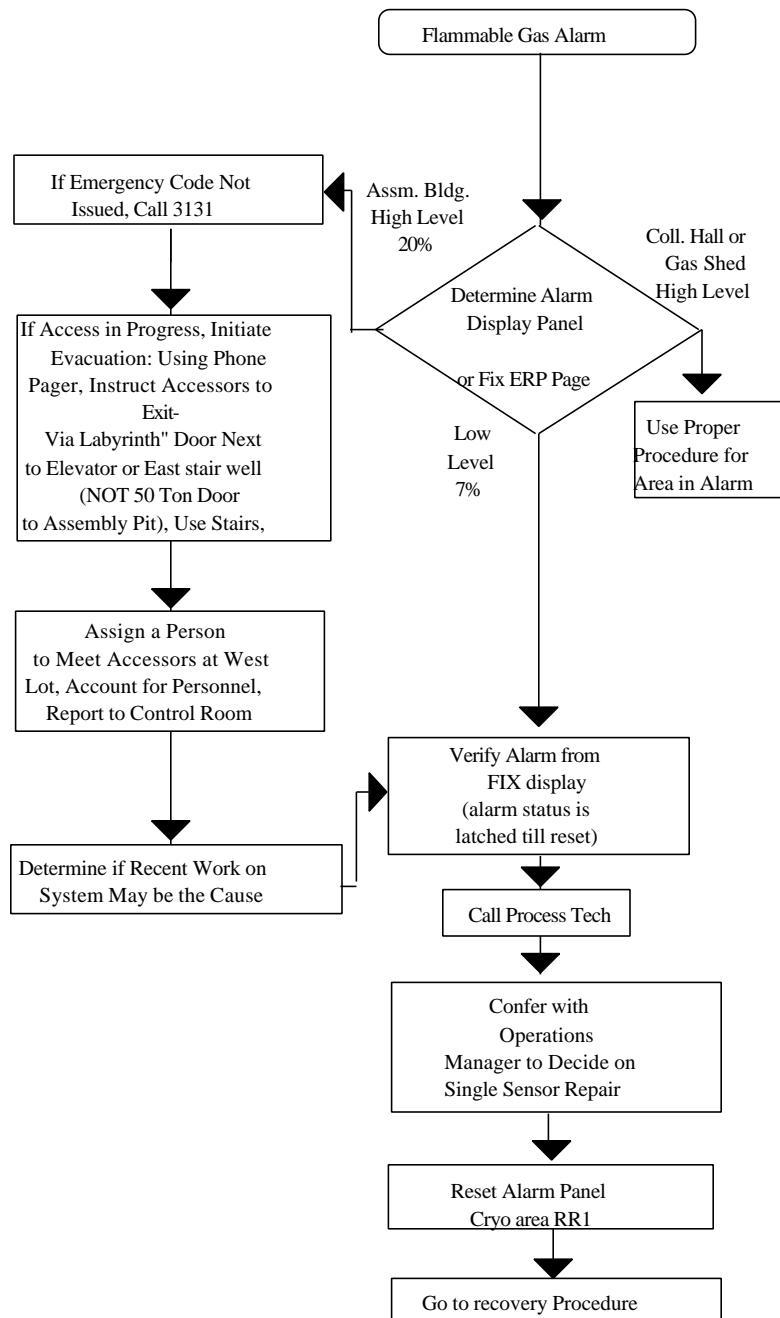 Flammable Gas Alarm
If Emergency Code Not
Issued, Call 3131
Assm. Bldg.
High Level
20%
Coll. Hall or
Gas Shed
High Level
Determine Alarm
Display Panel
or Fix ERP Page
If Access in Progress, Initiate
Evacuation: Using Phone
Pager, Instruct Accessors to
Exit-
Via Labyrinth" Door Next
to Elevator or East stair well
(NOT 50 Ton Door
to Assembly Pit), Use Stairs,
Low
Level
7%
Use Proper
Procedure for
Area in Alarm
Assign a Person
to Meet Accessors at West
Lot, Account for Personnel,
Report to Control Room
Determine if Recent Work on
System May be the Cause
Verify Alarm from
FIX display
(alarm status is
latched till reset)
Call Process Tech
Confer with
Operations
Manager to Decide on
Single Sensor Repair
Reset Alarm Panel
Cryo area RR1
Go to recovery Procedure